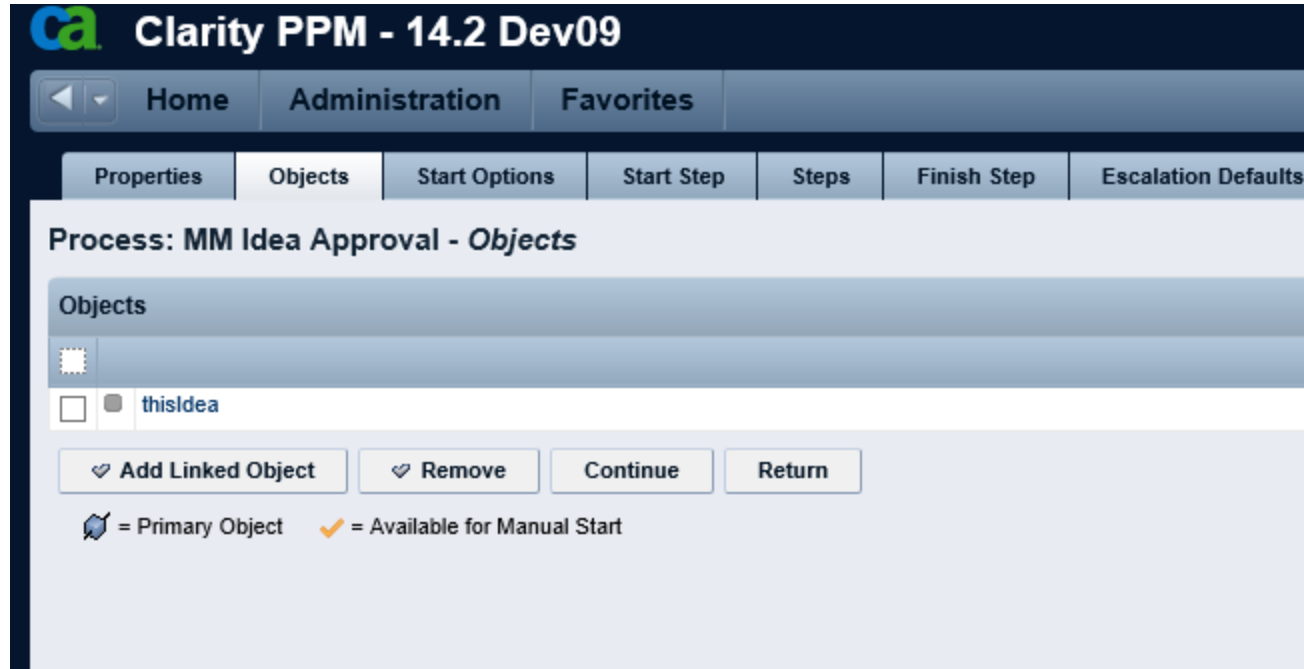 ca Clarity PPM - 14.2 Dev09
Home Administration Favorites
Properties Objects Start Options Start Step Steps Finish Step Escalation Defaults
Process: MM Idea Approval - Objects
Objects
thisIdea
Add Linked Object Remove Continue Return
= Primary Object = Available for Manual Start